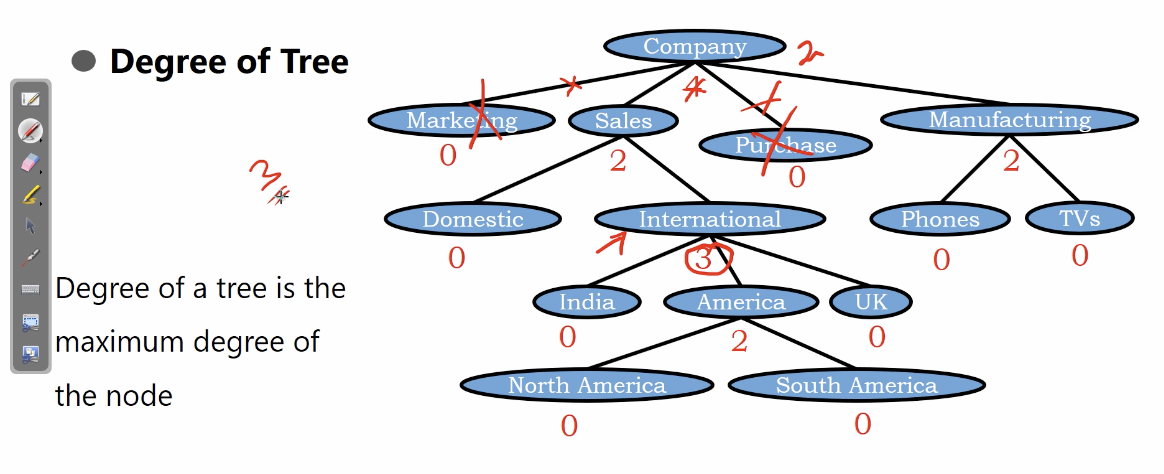 Degree of Tree
Company 2
4
Marketing Sales Purchase Manufacturing
0 2 0 2
3
Domestic International Phones TVs
0 3 0 0
Degree of a tree is the
maximum degree of
the node
India America UK
0 2 0
North America South America
0 0